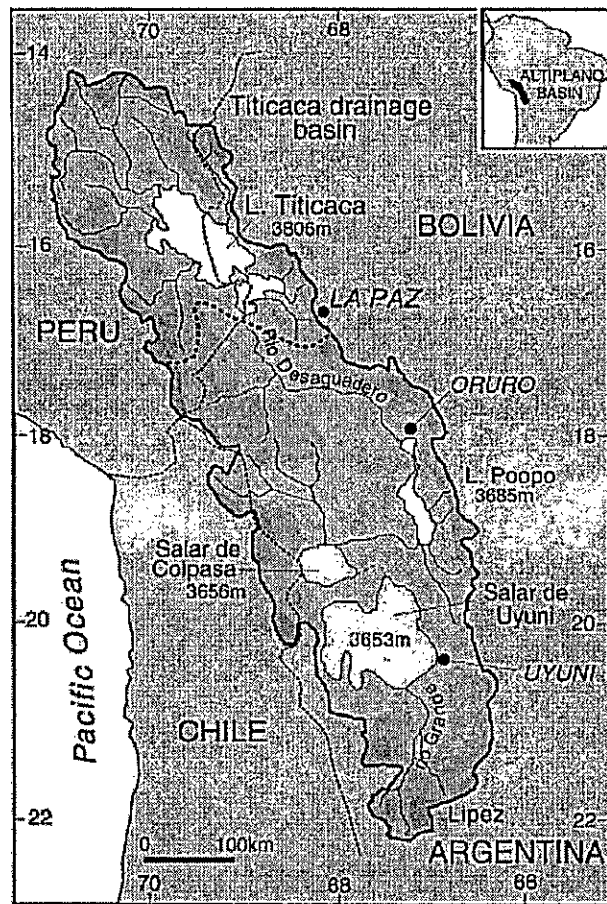 70
68
14
ALTIPLANO
BASIN
Titicaca drainage
basin
L. Titicaca
3806m
BOLIVIA
16
16
LA PAZ
PERU
Rio Desaguadero
ORURO
18
18
L. Poopo
3685m
Salar de
Coipasa
3656m
Salar de
Uyuni
20
3653m
20
UYUNI
Pacific Ocean
CHILE
Rio Grande
22
Lipez
22
0
100km
ARGENTINA
70
68
68